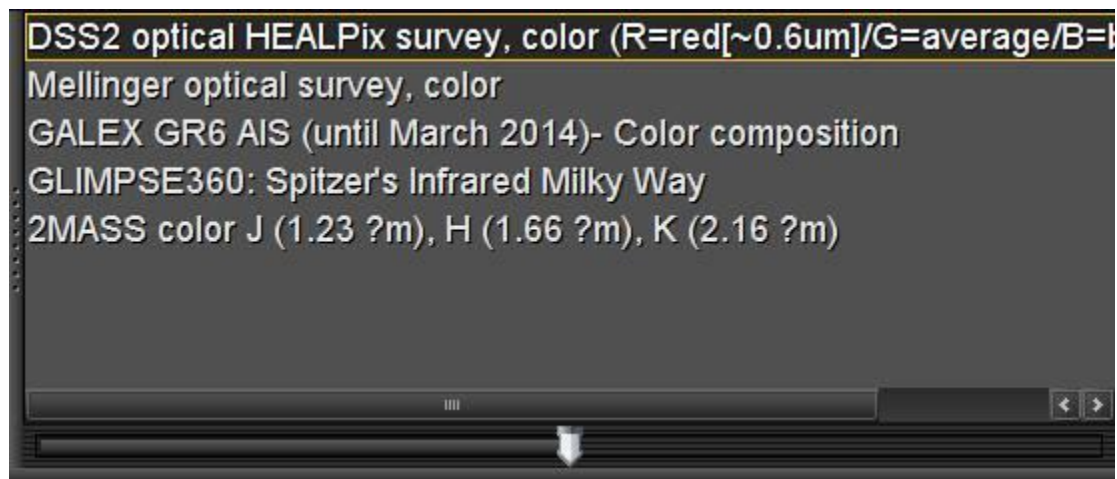 DSS2 optical HEALPix survey, color (R=red[~0.6um]/G=average/B=
Mellinger optical survey, color
GALEX GR6 AIS (until March 2014)- Color composition
GLIMPSE360: Spitzer's Infrared Milky Way
2MASS color J (1.23 ?m), H (1.66 ?m), K (2.16 ?m)